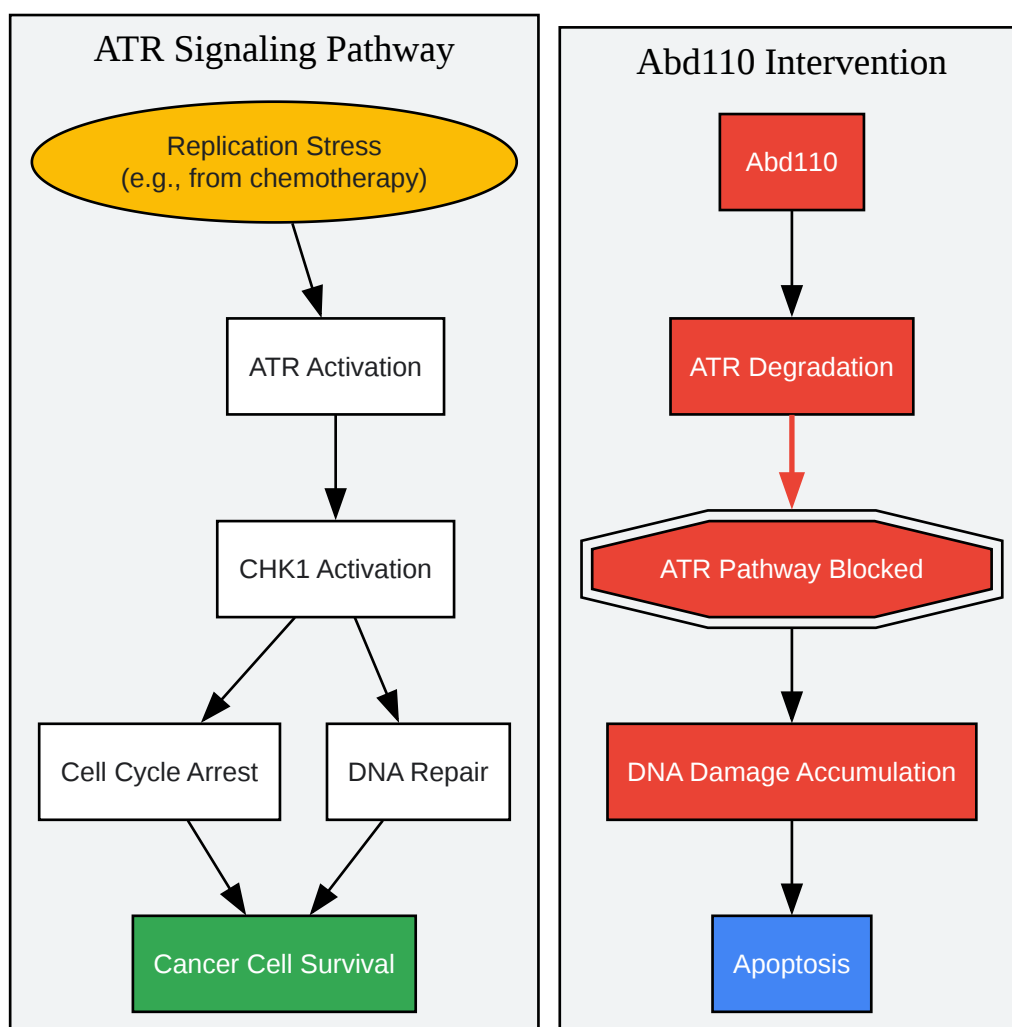 ATR Signaling Pathway
Replication Stress
(e.g., from chemotherapy)
ATR Activation
CHK1 Activation
Cell Cycle Arrest
DNA Repair
Cancer Cell Survival
Abd110 Intervention
Abd110
ATR Degradation
ATR Pathway Blocked
DNA Damage Accumulation
Apoptosis